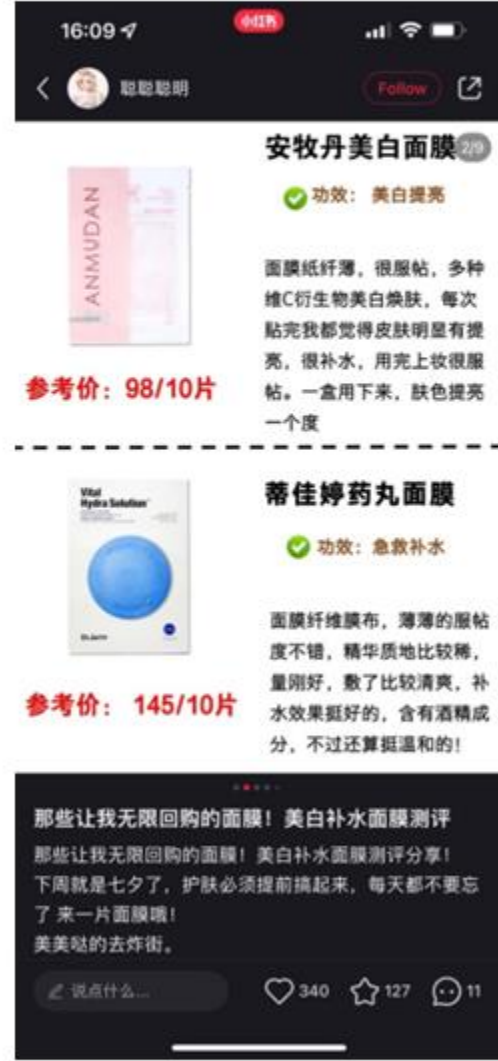 16:09
小红书
聪聪聪明
Follow
安牧丹美白面膜
2/9
功效： 美白提亮
ANMUDAN
面膜纸纤薄，很服帖，多种
维C衍生物美白焕肤，每次
贴完我都觉得皮肤明显有提
亮，很补水，用完上妆很服
帖。一盒用下来，肤色提亮
一个度
参考价：98/10片
Vital
Hydra Solution
蒂佳婷药丸面膜
功效：急救补水
Dr.Jart+
面膜纤维膜布，薄薄的服帖
度不错，精华质地比较稀，
量刚好，敷了比较清爽，补
水效果挺好的，含有酒精成
分，不过还算挺温和的！
参考价： 145/10片
那些让我无限回购的面膜！美白补水面膜测评
那些让我无限回购的面膜！美白补水面膜测评分享！
下周就是七夕了，护肤必须提前搞起来，每天都不要忘
了 来一片面膜哦！
美美哒的去炸街。
说点什么...
340
127
11